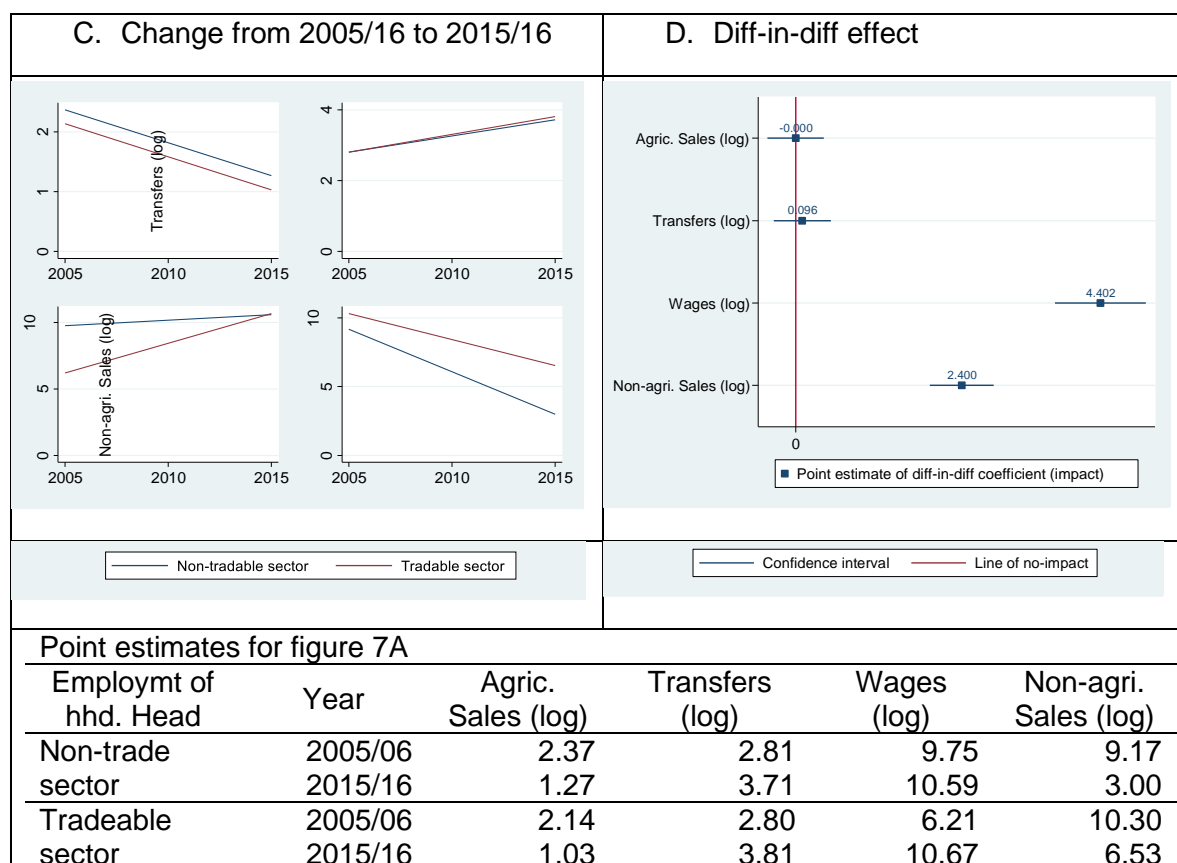 C. Change from 2005/16 to 2015/16
D. Diff-in-diff effect
0 1 2
Transfers (log)
2005 2010 2015
0 2 4
2005 2010 2015
0 5 10
Non-agri. Sales (log)
2005 2010 2015
0 5 10
2005 2010 2015
Non-tradable sector Tradable sector
Agric. Sales (log) -0.000
Transfers (log) 0.096
Wages (log) 4.402
Non-agri. Sales (log) 2.400
0
Point estimate of diff-in-diff coefficient (impact)
Confidence interval Line of no-impact
Point estimates for figure 7A
Employmt of hhd. Head Year Agric. Sales (log) Transfers (log) Wages (log) Non-agri. Sales (log)
Non-trade 2005/06 2.37 2.81 9.75 9.17
sector 2015/16 1.27 3.71 10.59 3.00
Tradeable 2005/06 2.14 2.80 6.21 10.30
sector 2015/16 1.03 3.81 10.67 6.53